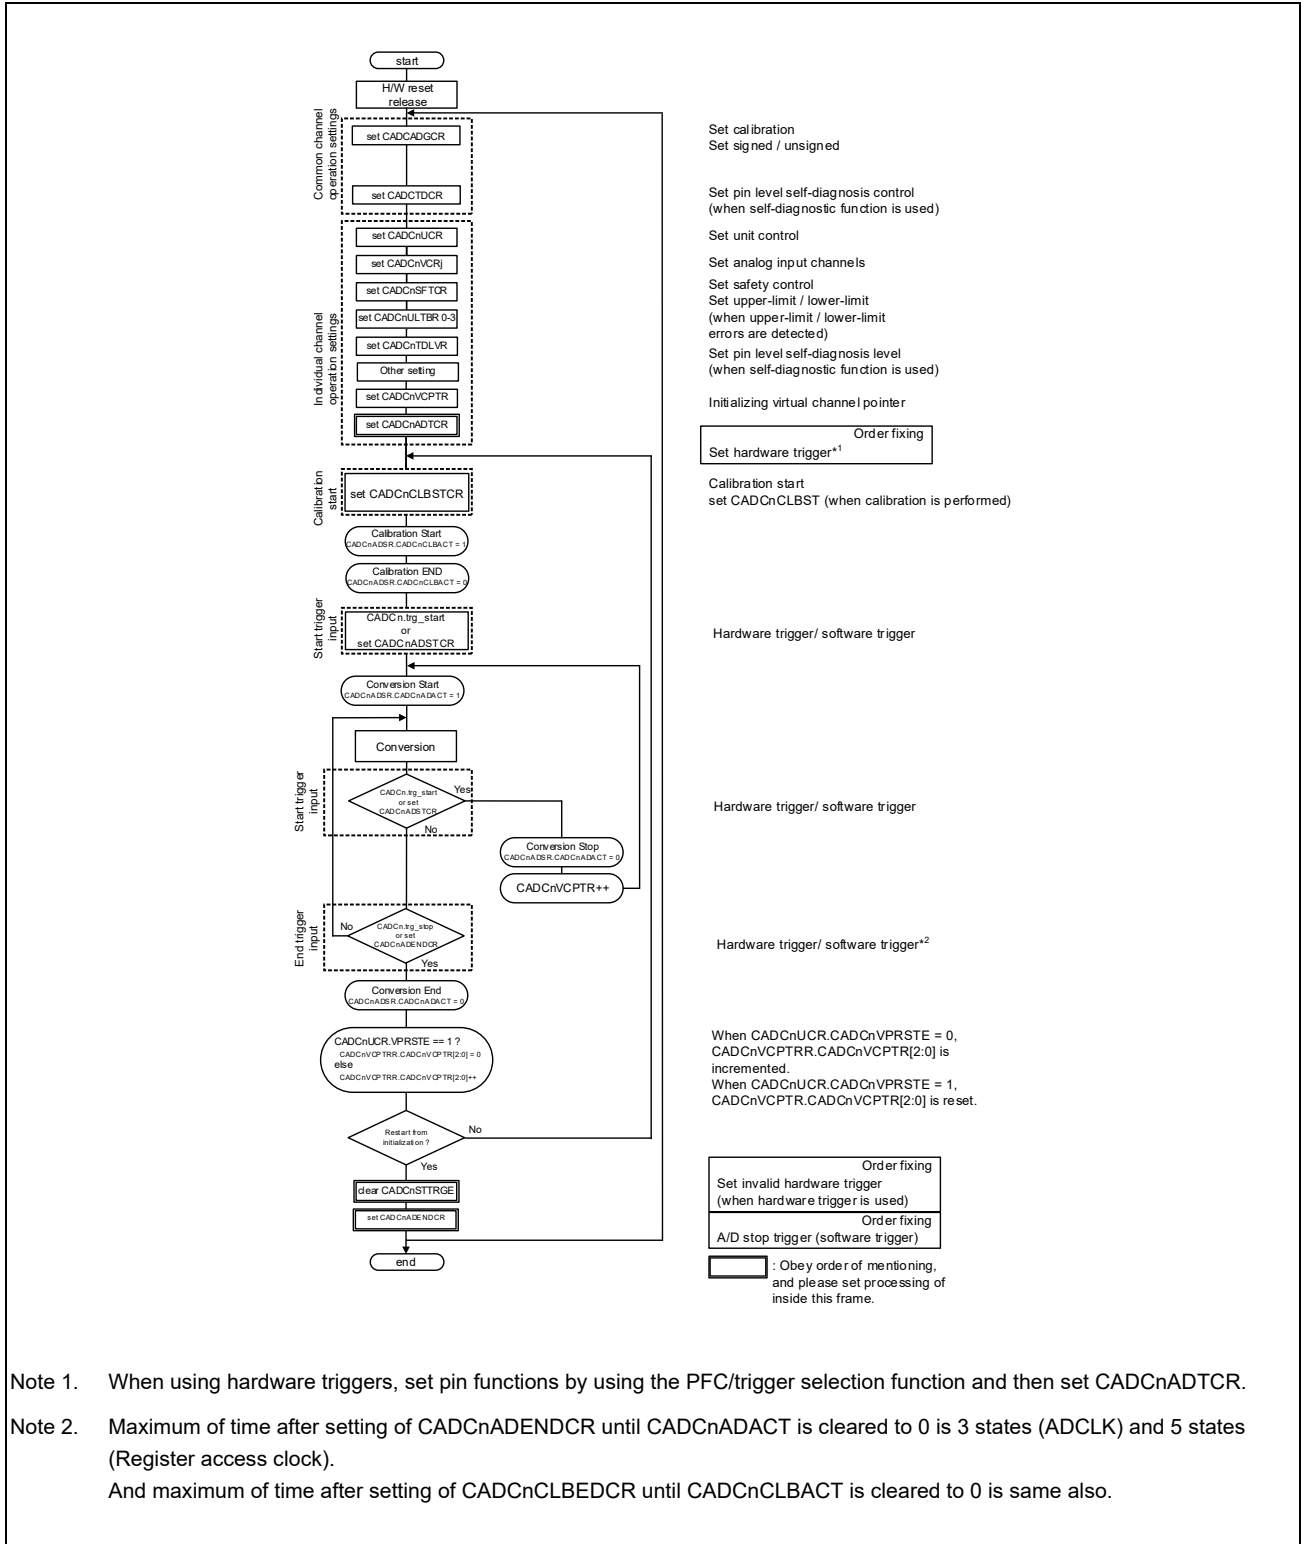 start
H/W reset
release
Common channel
operation settings
set CADCADGCR
Set calibration
Set signed / unsigned
set CADCTDCR
Set pin level self-diagnosis control
(when self-diagnostic function is used)
Individual channel
operation settings
set CADCnUCR
Set unit control
set CADCnVCRj
Set analog input channels
set CADCnSFTCR
Set safety control
set CADCnULTBR 0-3
Set upper-limit / lower-limit
(when upper-limit / lower-limit
errors are detected)
set CADCnTDLVR
Set pin level self-diagnosis level
(when self-diagnostic function is used)
Other setting
set CADCnVCPTR
Initializing virtual channel pointer
set CADCnADTCR
Order fixing
Set hardware trigger*1
Calibration
start
set CADCnCLBSTCR
Calibration start
set CADCnCLBST (when calibration is performed)
Calibration Start
CADCnADSR.CADCnCLBACT = 1
Calibration END
CADCnADSR.CADCnCLBACT = 0
Start trigger
input
CADCn.trg_start
or
set CADCnADSTCR
Hardware trigger/ software trigger
Conversion Start
CADCnADSR.CADCnADACT = 1
Conversion
Start trigger
input
CADCn.trg_start
or set
CADCnADSTCR
Yes
No
Hardware trigger/ software trigger
Conversion Stop
CADCnADSR.CADCnADACT = 0
CADCnVCPTR++
End trigger
input
No
CADCn.trg_stop
or set
CADCnADENDCR
Yes
Hardware trigger/ software trigger*2
Conversion End
CADCnADSR.CADCnADACT = 0
CADCnUCR.VPRSTE == 1 ?
CADCnVCPTRR.CADCnVCPTR[2:0] = 0
else
CADCnVCPTRR.CADCnVCPTR[2:0]++
When CADCnUCR.CADCnVPRSTE = 0,
CADCnVCPTRR.CADCnVCPTR[2:0] is
incremented.
When CADCnUCR.CADCnVPRSTE = 1,
CADCnVCPTR.CADCnVCPTR[2:0] is reset.
Restart from
initialization ?
No
Yes
clear CADCnSTTRGE
Order fixing
Set invalid hardware trigger
(when hardware trigger is used)
set CADCnADENDCR
Order fixing
A/D stop trigger (software trigger)
end
: Obey order of mentioning,
and please set processing of
inside this frame.
Note 1. When using hardware triggers, set pin functions by using the PFC/trigger selection function and then set CADCnADTCR.
Note 2. Maximum of time after setting of CADCnADENDCR until CADCnADACT is cleared to 0 is 3 states (ADCLK) and 5 states
(Register access clock).
And maximum of time after setting of CADCnCLBEDCR until CADCnCLBACT is cleared to 0 is same also.